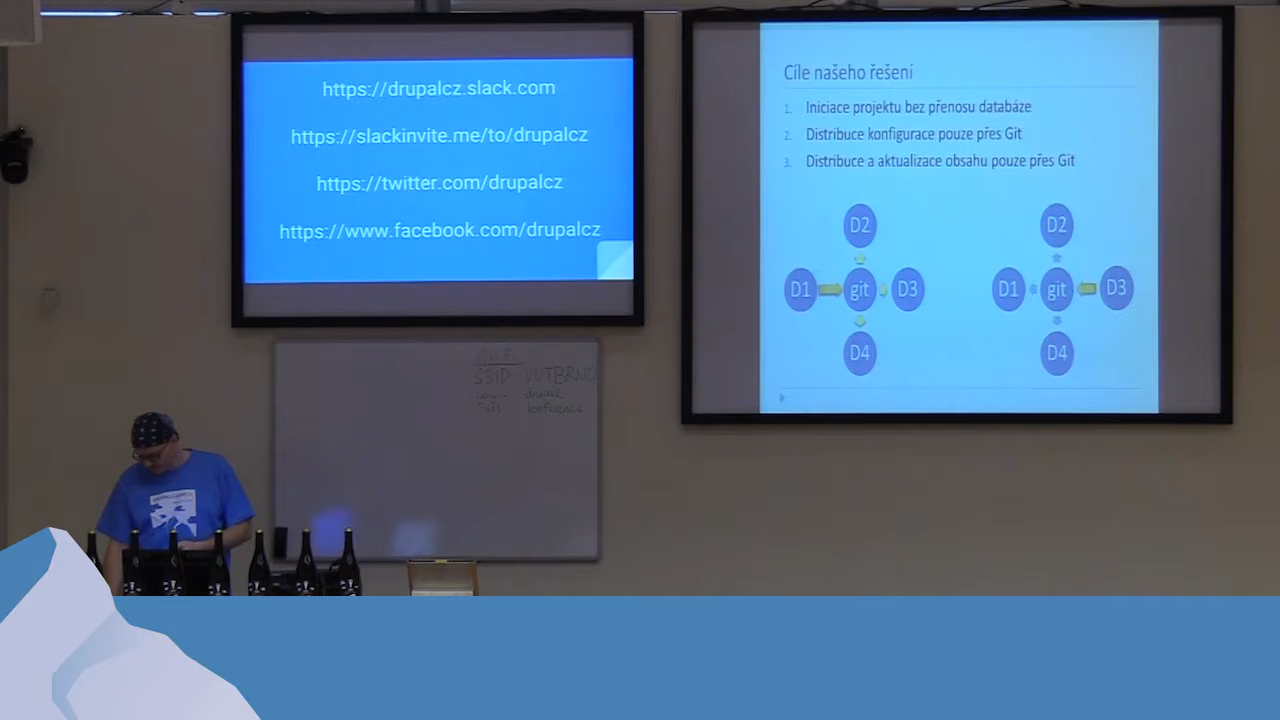 https://drupalcz.slack.com
https://slackinvite.me/to/drupalcz
https://twitter.com/drupalcz
https://www.facebook.com/drupalcz
Cíle našeho řešení
1. Iniciace projektu bez přenosu databáze
2. Distribuce konfigurace pouze přes Git
3. Distribuce a aktualizace obsahu pouze přes Git
D2
D1 git D3
D4
D2
D1 git D3
D4
SSID VUTBRNO